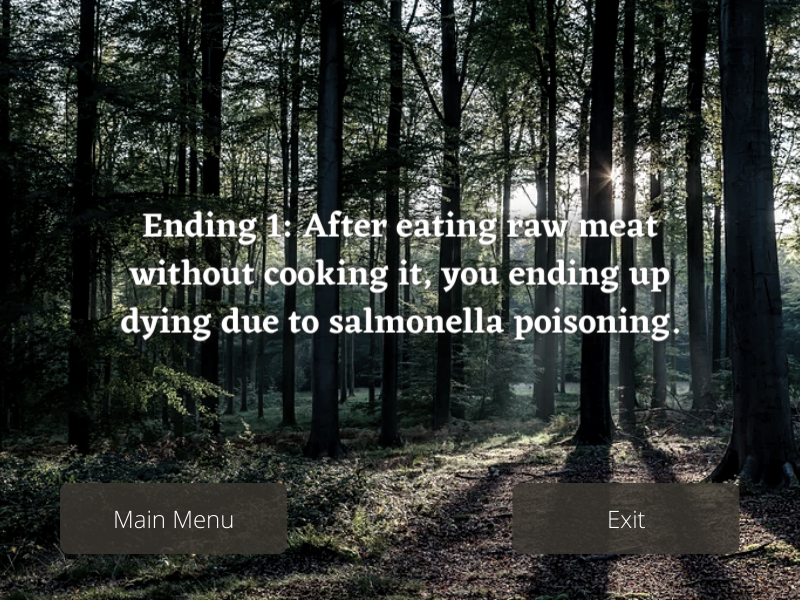 Ending 1: After eating raw meat
without cooking it, you ending up
dying due to salmonella poisoning.
Main Menu
Exit